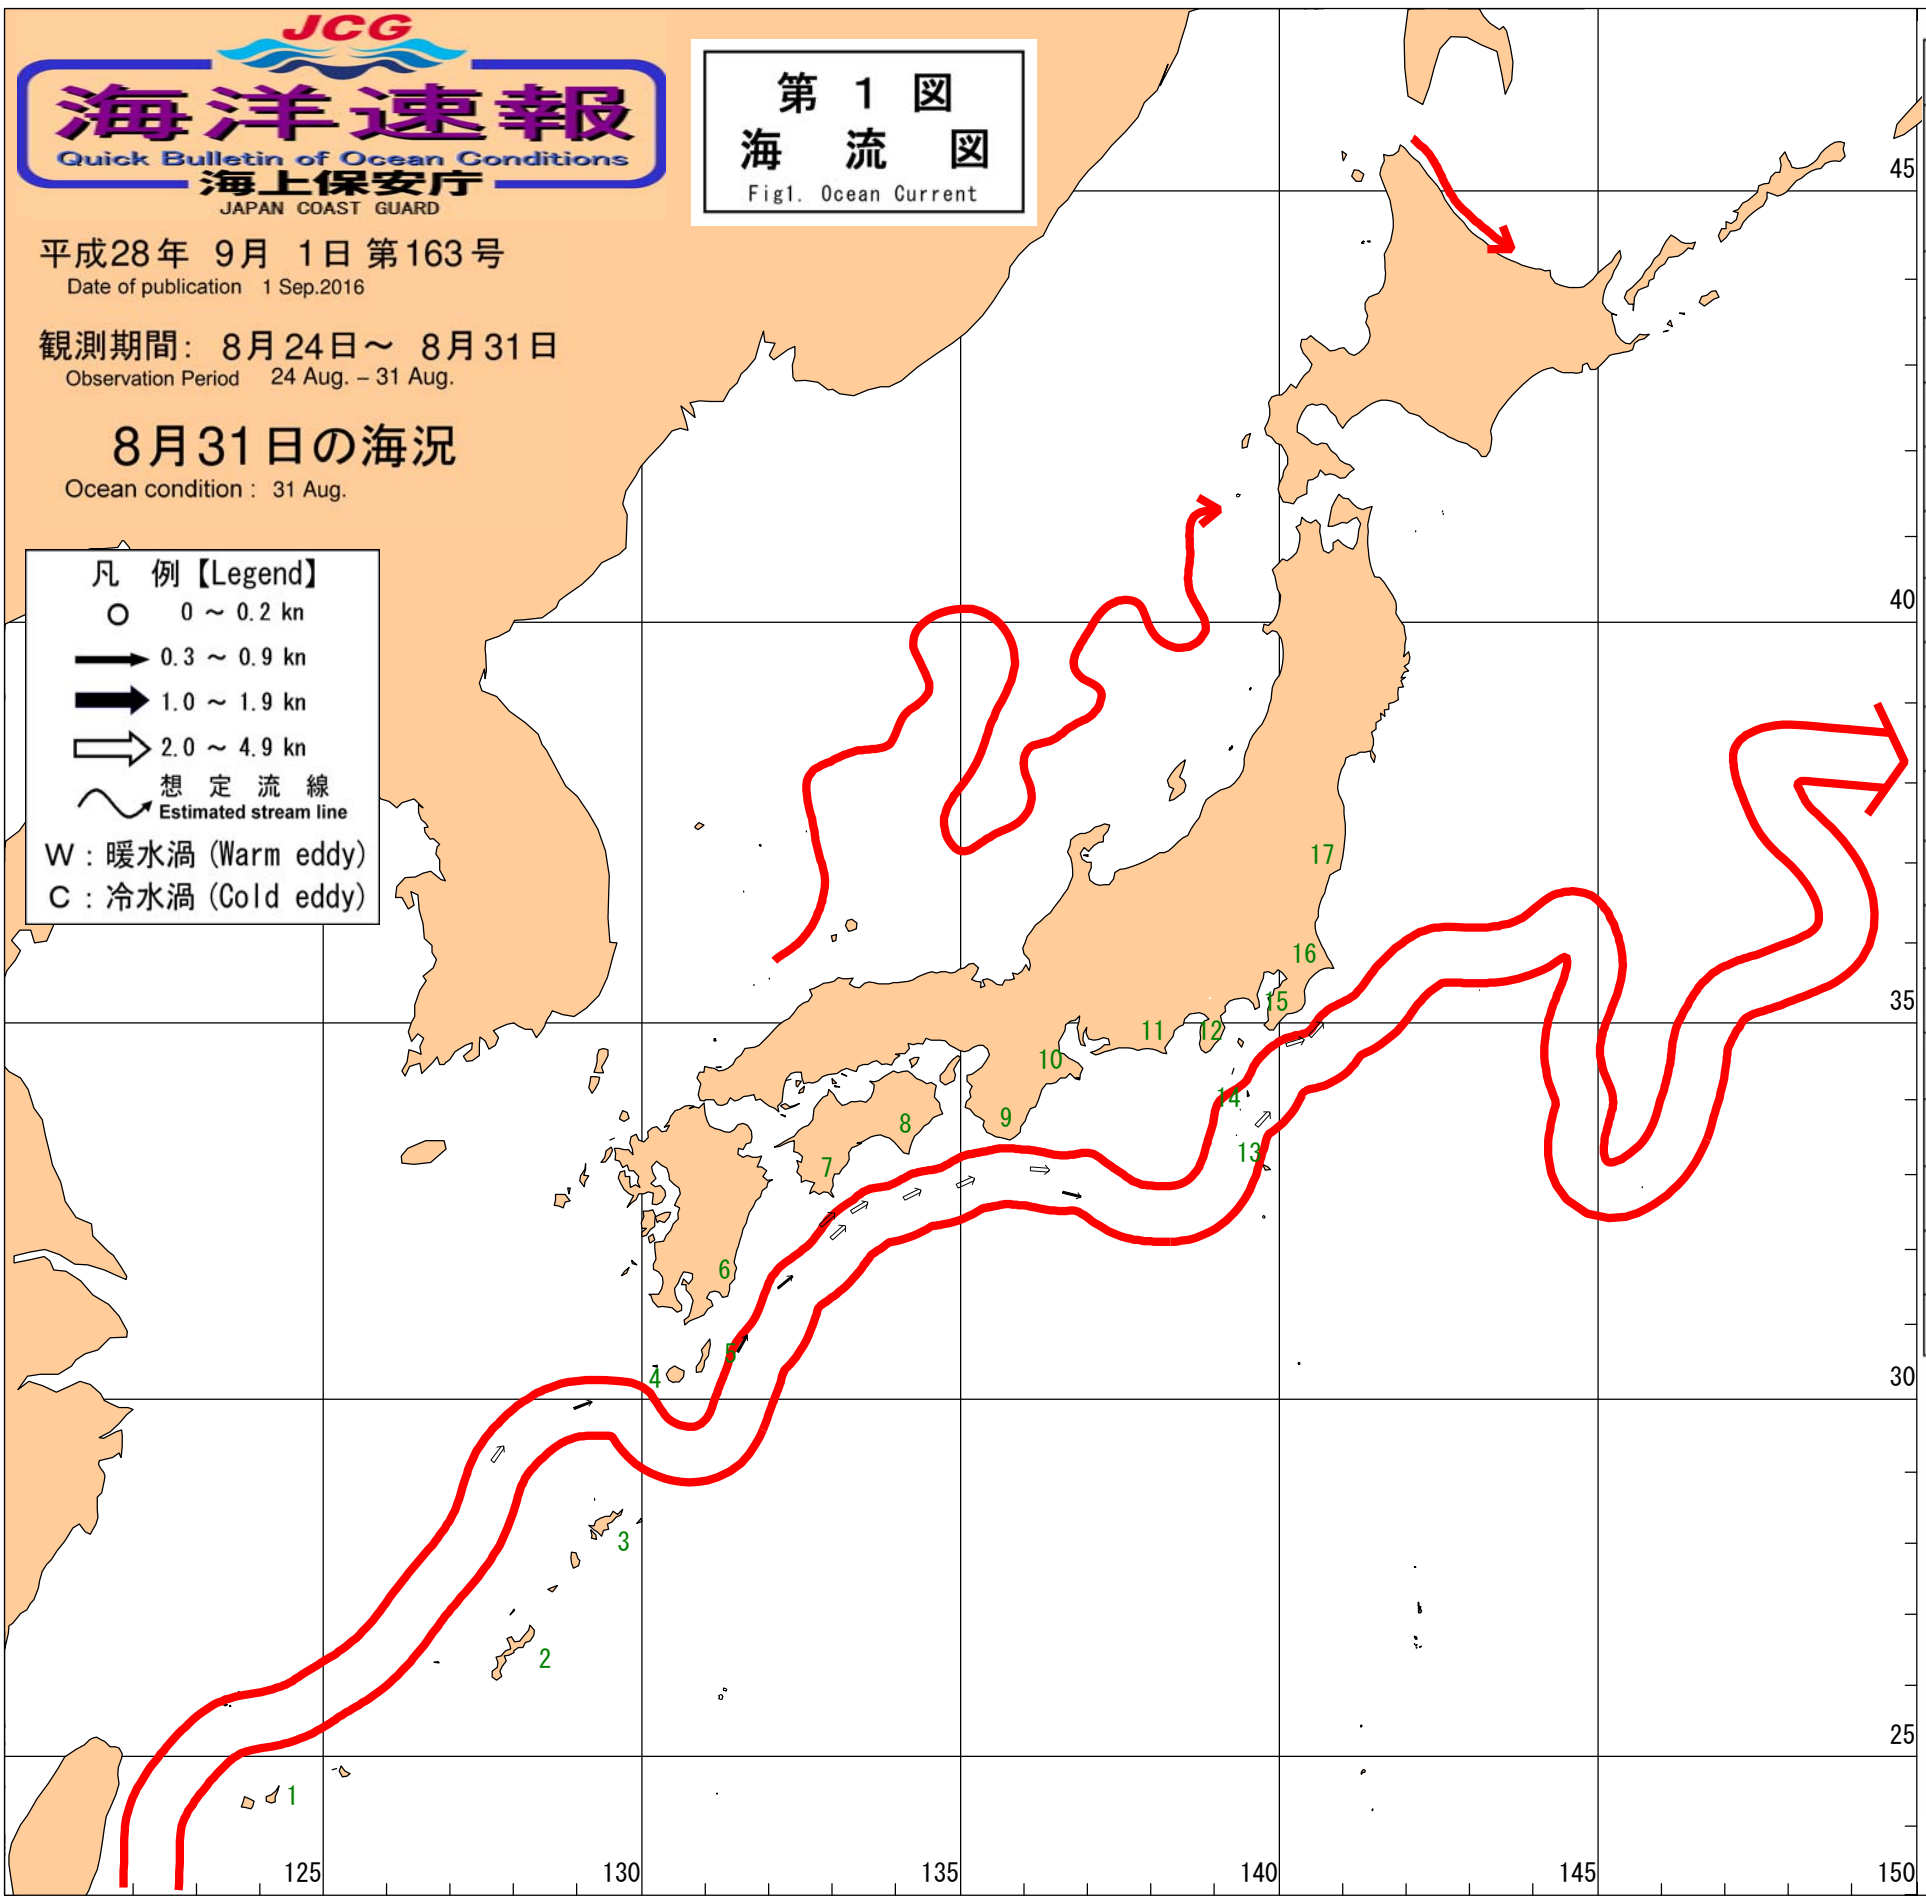 JCG
海洋速報
Quick Bulletin of Ocean Conditions
海上保安庁
JAPAN COAST GUARD
第 1 図
海 流 図
Fig1. Ocean Current
平成28年 9月 1日 第163号
Date of publication 1 Sep.2016
観測期間: 8月24日～ 8月31日
Observation Period 24 Aug. – 31 Aug.
8月31日の海況
Ocean condition : 31 Aug.
凡 例【Legend】
0 ～ 0.2 kn
0.3 ～ 0.9 kn
1.0 ～ 1.9 kn
2.0 ～ 4.9 kn
想 定 流 線
Estimated stream line
W : 暖水渦 (Warm eddy)
C : 冷水渦 (Cold eddy)
45
40
17
16
35
15
12
11
10
14
9
8
13
7
6
5
4
30
3
2
25
1
125
130
135
140
145
150